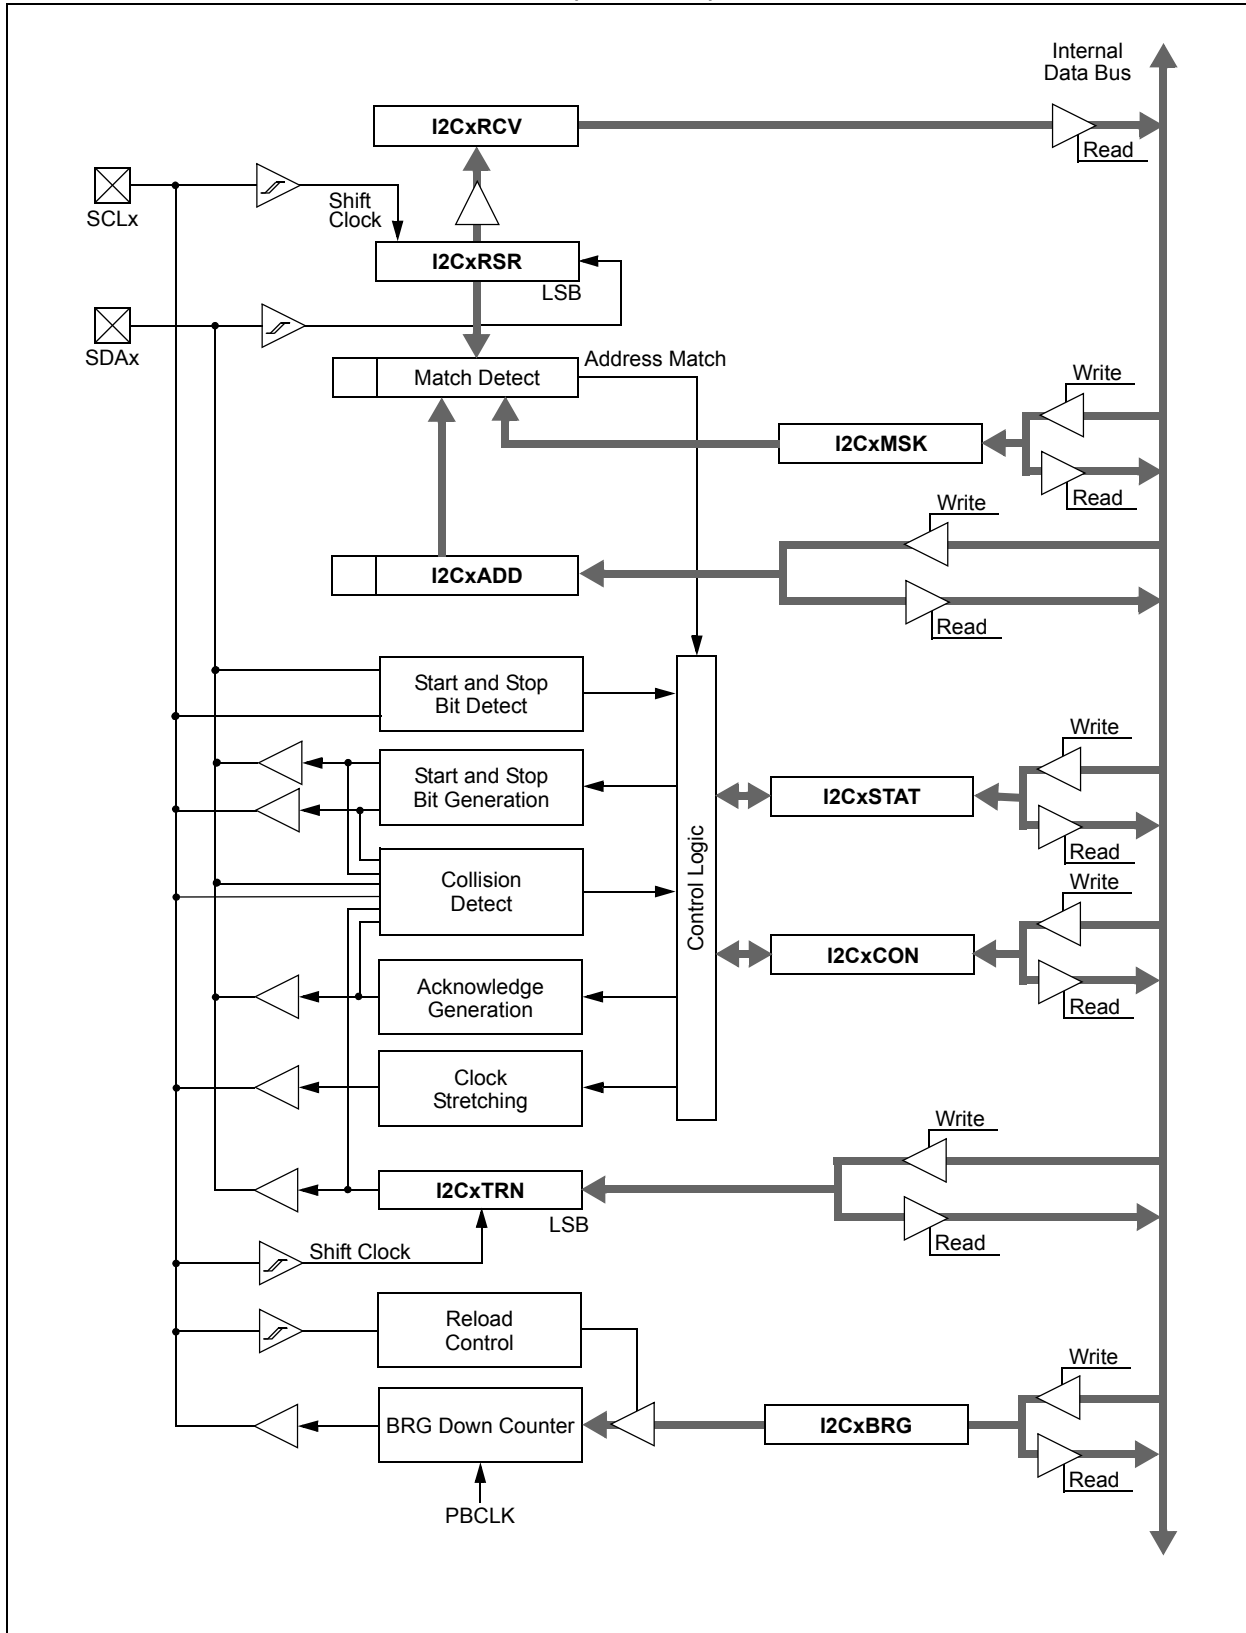 Internal
Data Bus
I2CxRCV
Read
SCLx
Shift
Clock
I2CxRSR
LSB
SDAx
Match Detect
Address Match
Write
I2CxMSK
Read
Write
I2CxADD
Read
Start and Stop
Bit Detect
Write
Start and Stop
Bit Generation
I2CxSTAT
Read
Control Logic
Collision
Detect
Write
I2CxCON
Read
Acknowledge
Generation
Clock
Stretching
Write
I2CxTRN
LSB
Read
Shift Clock
Reload
Control
Write
BRG Down Counter
I2CxBRG
Read
PBCLK